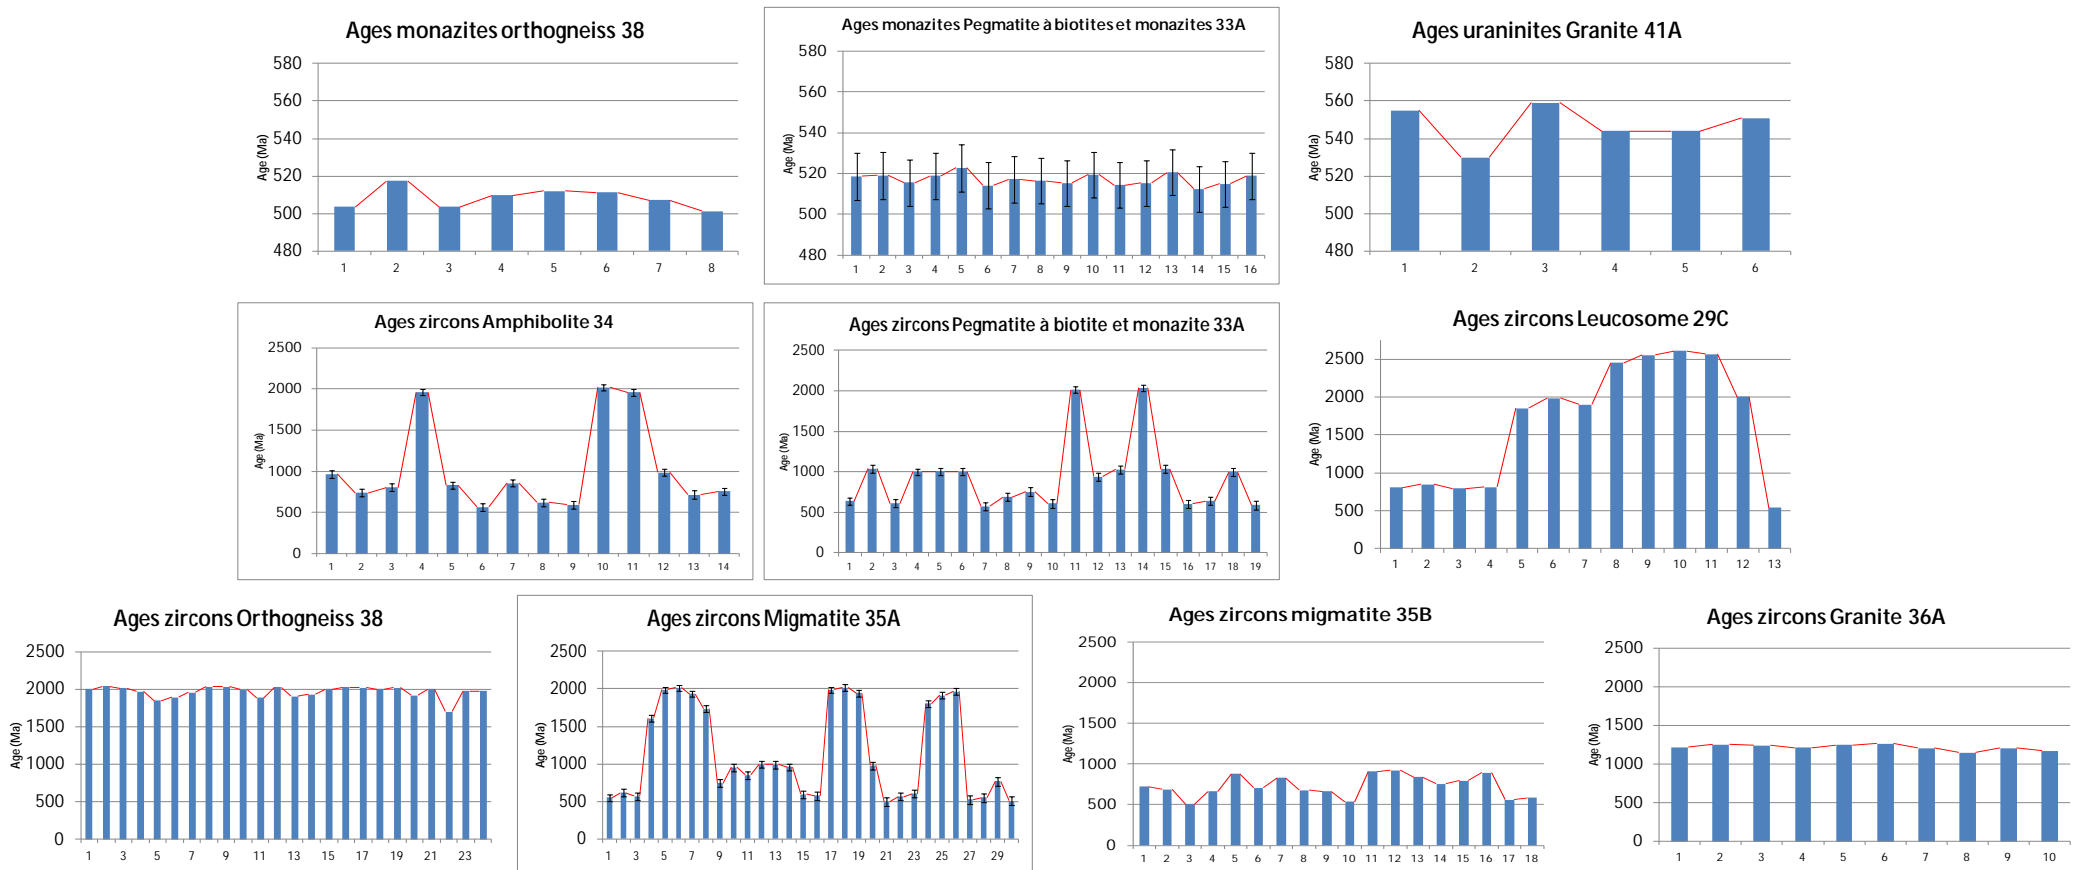 Ages monazites orthogneiss 38
580
560
540
520
500
480
Age (Ma)
1 2 3 4 5 6 7 8
Ages monazites Pegmatite à biotites et monazites 33A
580
560
540
520
500
480
Age (Ma)
1 2 3 4 5 6 7 8 9 10 11 12 13 14 15 16
Ages uraninites Granite 41A
580
560
540
520
500
480
Age (Ma)
1 2 3 4 5 6
Ages zircons Amphibolite 34
2500
2000
1500
1000
500
0
Age (Ma)
1 2 3 4 5 6 7 8 9 10 11 12 13 14
Ages zircons Pegmatite à biotite et monazite 33A
2500
2000
1500
1000
500
0
Age (Ma)
1 2 3 4 5 6 7 8 9 10 11 12 13 14 15 16 17 18 19
Ages zircons Leucosome 29C
2500
2000
1500
1000
500
0
Age (Ma)
1 2 3 4 5 6 7 8 9 10 11 12 13
Ages zircons Orthogneiss 38
2500
2000
1500
1000
500
0
Age (Ma)
1 3 5 7 9 11 13 15 17 19 21 23
Ages zircons Migmatite 35A
2500
2000
1500
1000
500
0
Age (Ma)
1 3 5 7 9 11 13 15 17 19 21 23 25 27 29
Ages zircons migmatite 35B
2500
2000
1500
1000
500
0
Age (Ma)
1 2 3 4 5 6 7 8 9 10 11 12 13 14 15 16 17 18
Ages zircons Granite 36A
2500
2000
1500
1000
500
0
Age (Ma)
1 2 3 4 5 6 7 8 9 10